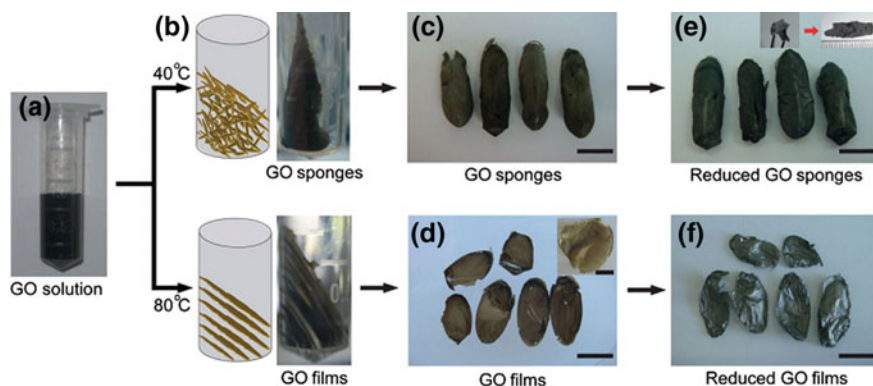 (a)
GO solution
40°C
80°C
(b)
GO sponges
GO films
(c)
GO sponges
(d)
GO films
(e)
Reduced GO sponges
(f)
Reduced GO films